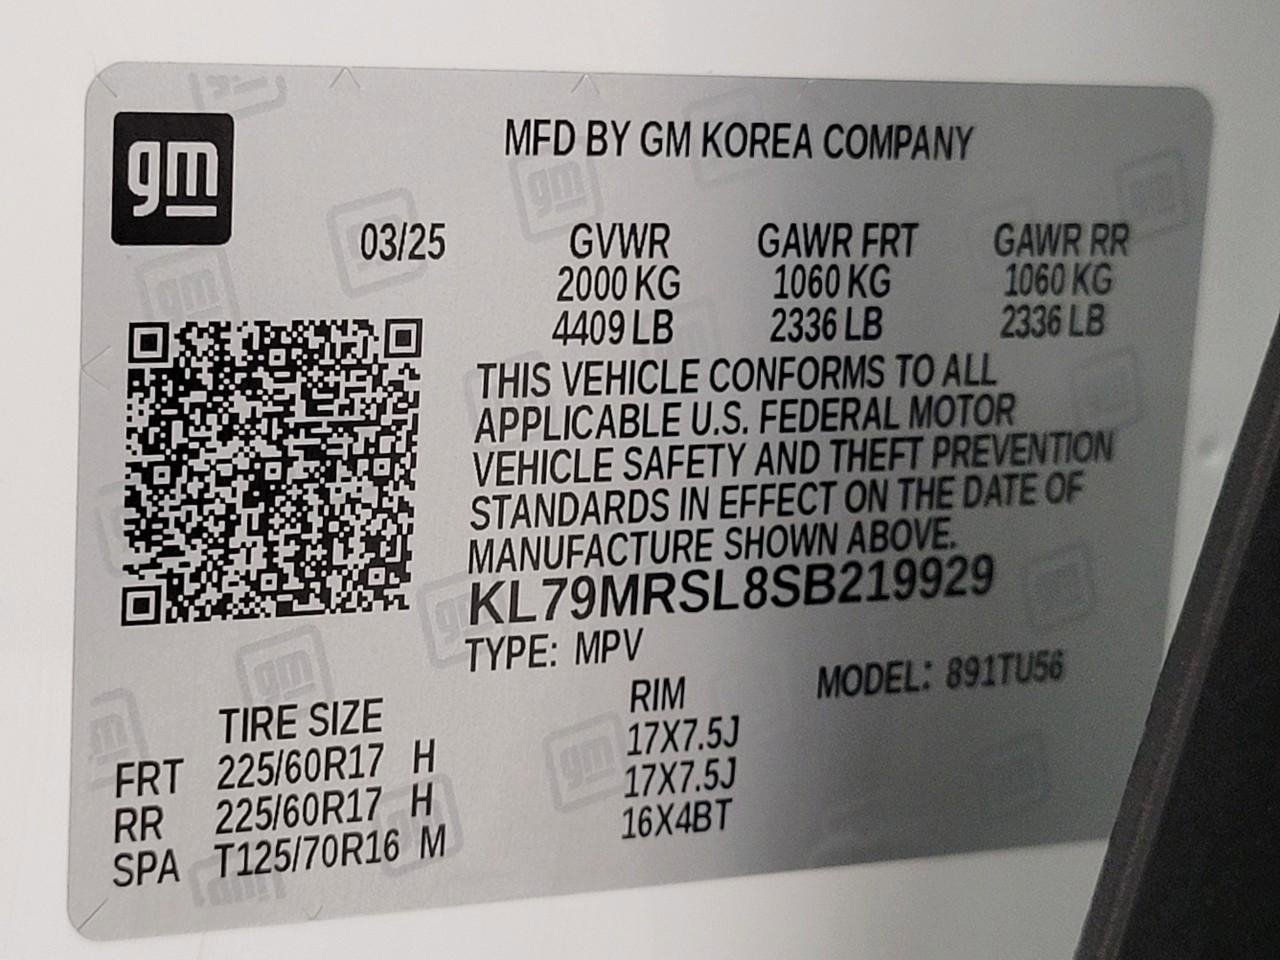 gm
MFD BY GM KOREA COMPANY
03/25 GVWR GAWR FRT GAWR RR
2000 KG 1060 KG 1060 KG
4409 LB 2336 LB 2336 LB
THIS VEHICLE CONFORMS TO ALL
APPLICABLE U.S. FEDERAL MOTOR
VEHICLE SAFETY AND THEFT PREVENTION
STANDARDS IN EFFECT ON THE DATE OF
MANUFACTURE SHOWN ABOVE.
KL79MRSL8SB219929
TYPE: MPV MODEL: 891TU56
TIRE SIZE RIM
FRT 225/60R17 H 17X7.5J
RR 225/60R17 H 17X7.5J
SPA T125/70R16 M 16X4BT